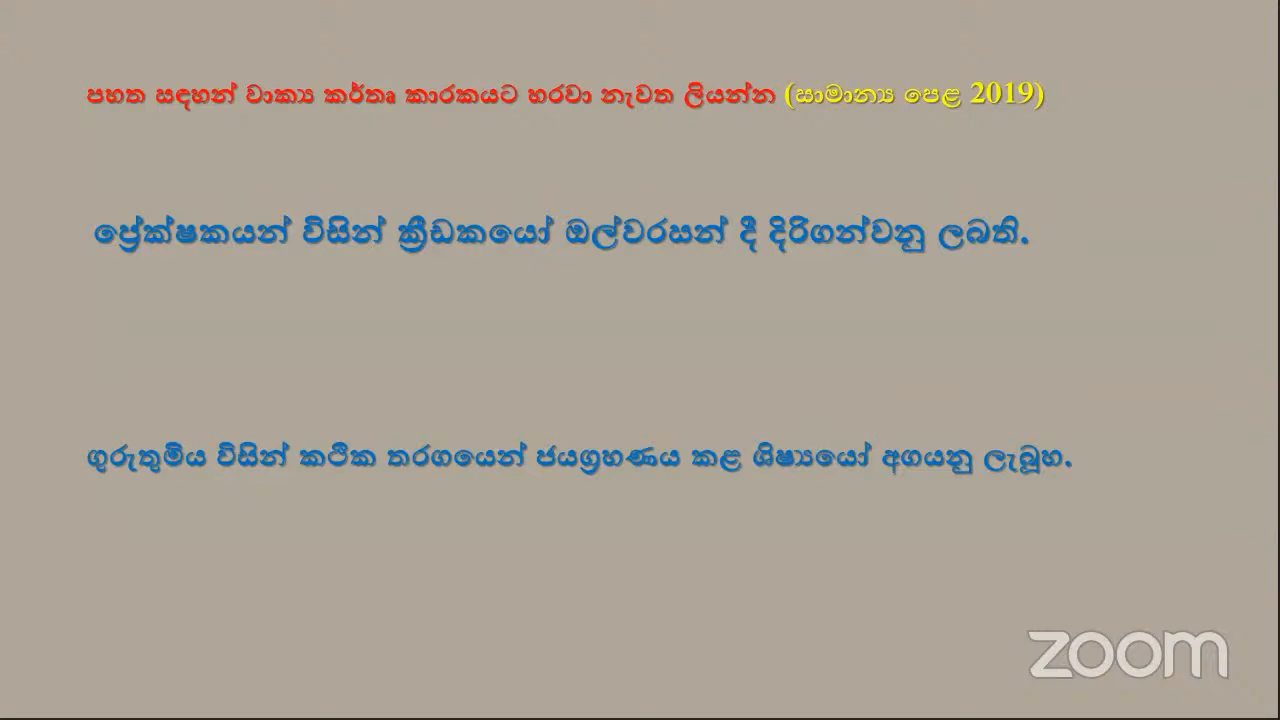 පහත සඳහන් වාක්‍ය කර්තෘ කාරකයට හරවා නැවත ලියන්න (සාමාන්‍ය පෙළ 2019)
ප්‍රේක්ෂකයන් විසින් ක්‍රීඩකයෝ ඔල්වරසන් දී දිරිගන්වනු ලබති.
ගුරුතුමිය විසින් කථික තරගයෙන් ජයග්‍රහණය කළ ශිෂ්‍යයෝ අගයනු ලැබූහ.
zoom